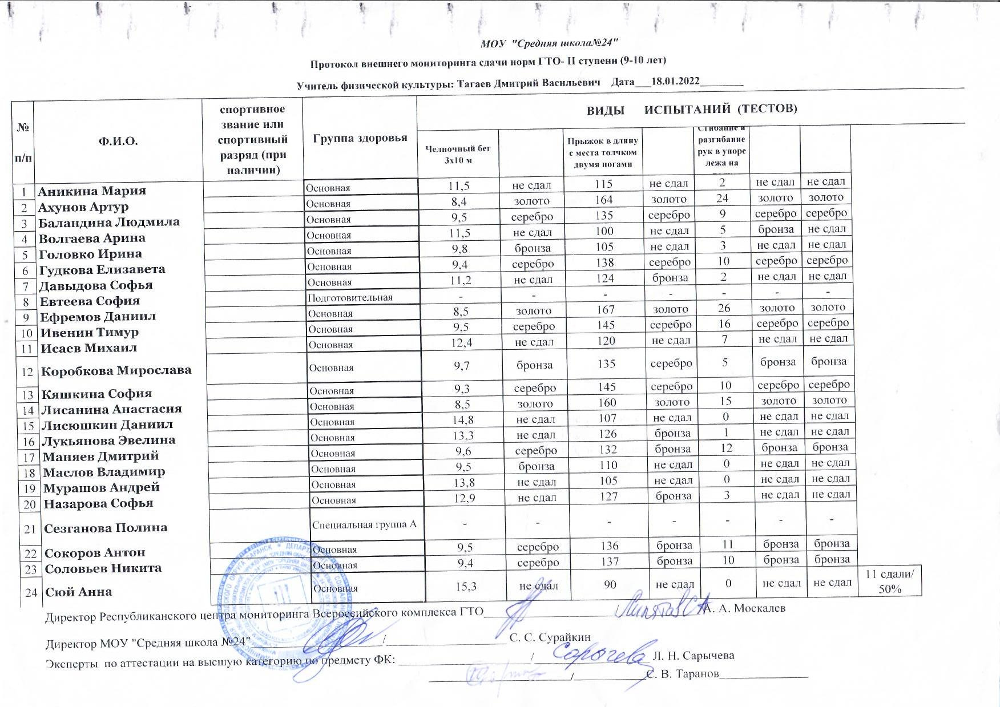 МОУ "Средняя школа№24"
Протокол внешнего мониторинга сдачи норм ГТО- II ступени (9-10 лет)
Учитель физической культуры: Тагаев Дмитрий Васильевич Дата___18.01.2022________
№ п/п Ф.И.О. спортивное звание или спортивный разряд (при наличии) Группа здоровья ВИДЫ ИСПЫТАНИЙ (ТЕСТОВ)
Челночный бег 3х10 м Прыжок в длину с места толчком двумя ногами Сгибание и разгибание рук в упоре лежа на
1 Аникина Мария Основная 11,5 не сдал 115 не сдал 2 не сдал не сдал
2 Ахунов Артур Основная 8,4 золото 164 золото 24 золото золото
3 Баландина Людмила Основная 9,5 серебро 135 серебро 9 серебро серебро
4 Волгаева Арина Основная 11,5 не сдал 100 не сдал 5 бронза не сдал
5 Головко Ирина Основная 9,8 бронза 105 не сдал 3 не сдал не сдал
6 Гудкова Елизавета Основная 9,4 серебро 138 серебро 10 серебро серебро
7 Давыдова Софья Основная 11,2 не сдал 124 бронза 2 не сдал не сдал
8 Евтеева София Подготовительная - - - - - - -
9 Ефремов Даниил Основная 8,5 золото 167 золото 26 золото золото
10 Ивенин Тимур Основная 9,5 серебро 145 серебро 16 серебро серебро
11 Исаев Михаил Основная 12,4 не сдал 120 не сдал 7 не сдал не сдал
12 Коробкова Мирослава Основная 9,7 бронза 135 серебро 5 бронза бронза
13 Кяшкина София Основная 9,3 серебро 145 серебро 10 серебро серебро
14 Лисанина Анастасия Основная 8,5 золото 160 золото 15 золото золото
15 Лисюшкин Даниил Основная 14,8 не сдал 107 не сдал 0 не сдал не сдал
16 Лукьянова Эвелина Основная 13,3 не сдал 126 бронза 1 не сдал не сдал
17 Маняев Дмитрий Основная 9,6 серебро 132 бронза 12 бронза бронза
18 Маслов Владимир Основная 9,5 бронза 110 не сдал 0 не сдал не сдал
19 Мурашов Андрей Основная 13,8 не сдал 105 не сдал 0 не сдал не сдал
20 Назарова Софья Основная 12,9 не сдал 127 бронза 3 не сдал не сдал
21 Сезганова Полина Специальная группа А - - - - - - -
22 Сокоров Антон Основная 9,5 серебро 136 бронза 11 бронза бронза
23 Соловьев Никита Основная 9,4 серебро 137 бронза 10 бронза бронза
24 Сюй Анна Основная 15,3 не сдал 90 не сдал 0 не сдал не сдал 11 сдали/ 50%
Директор Республиканского центра мониторинга Всероссийского комплекса ГТО____________________/____________А. А. Москалев
Директор МОУ "Средняя школа №24"____________________/____________________ С. С. Сурайкин
Эксперты по аттестации на высшую категорию по предмету ФК: ____________________/____________________ Л. Н. Сарычева
____________________/____________С. В. Таранов______________